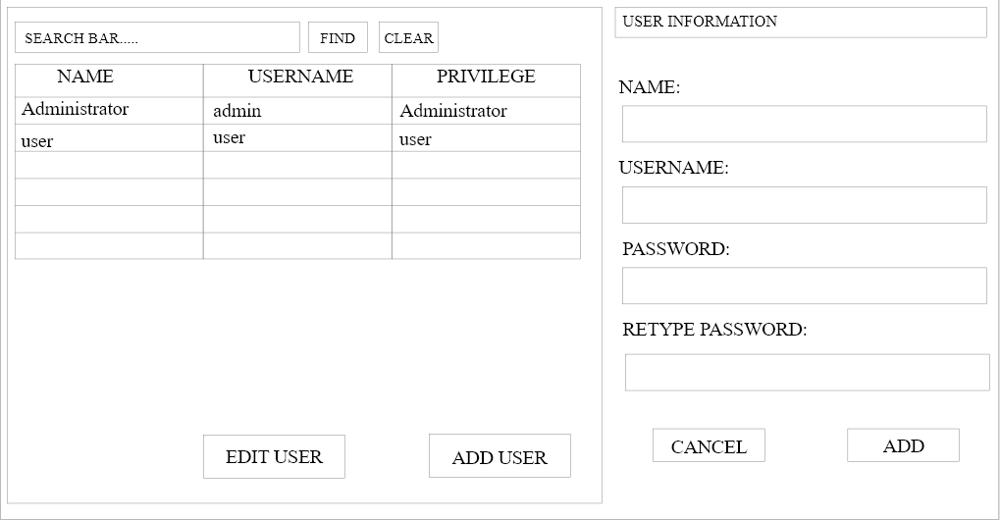 SEARCH BAR.....
FIND
CLEAR
NAME USERNAME PRIVILEGE
Administrator admin Administrator
user user user
EDIT USER
ADD USER
USER INFORMATION
NAME:
USERNAME:
PASSWORD:
RETYPE PASSWORD:
CANCEL
ADD